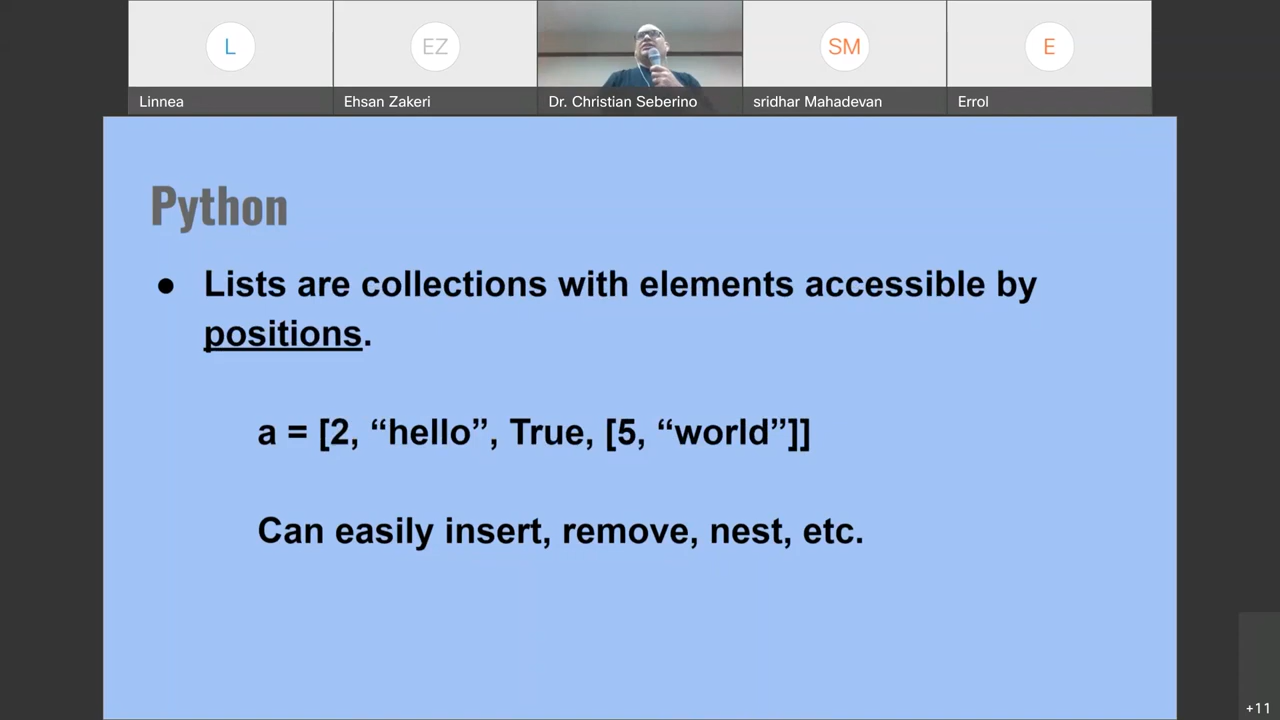 L
EZ
SM
E
Linnea
Ehsan Zakeri
Dr. Christian Seberino
sridhar Mahadevan
Errol
Python
● Lists are collections with elements accessible by
positions.
a = [2, “hello”, True, [5, “world”]]
Can easily insert, remove, nest, etc.
+11